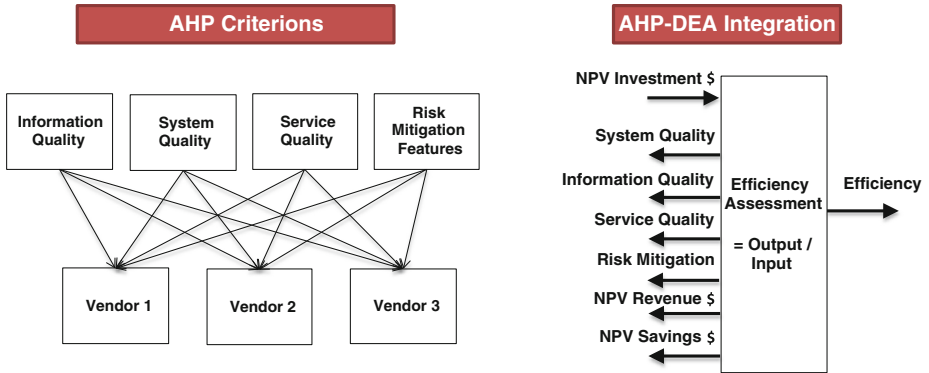 AHP Criterions
Information
Quality
System
Quality
Service
Quality
Risk
Mitigation
Features
Vendor 1
Vendor 2
Vendor 3
AHP-DEA Integration
NPV Investment $
System Quality
Information Quality
Service Quality
Risk Mitigation
NPV Revenue $
NPV Savings $
Efficiency
Assessment
= Output /
Input
Efficiency